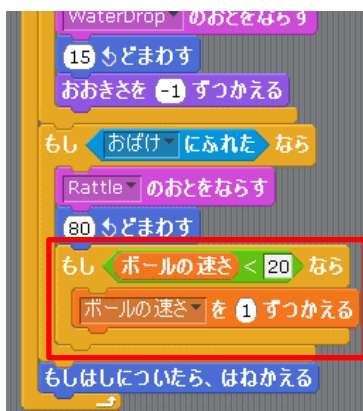 WaterDrop のおとをならす
15 どまわす
おおきさを -1 ずつかえる
もし おばけ にふれた なら
Rattle のおとをならす
80 どまわす
もし ボールの速さ < 20 なら
ボールの速さ を 1 ずつかえる
もしはしについたら、はねかえる